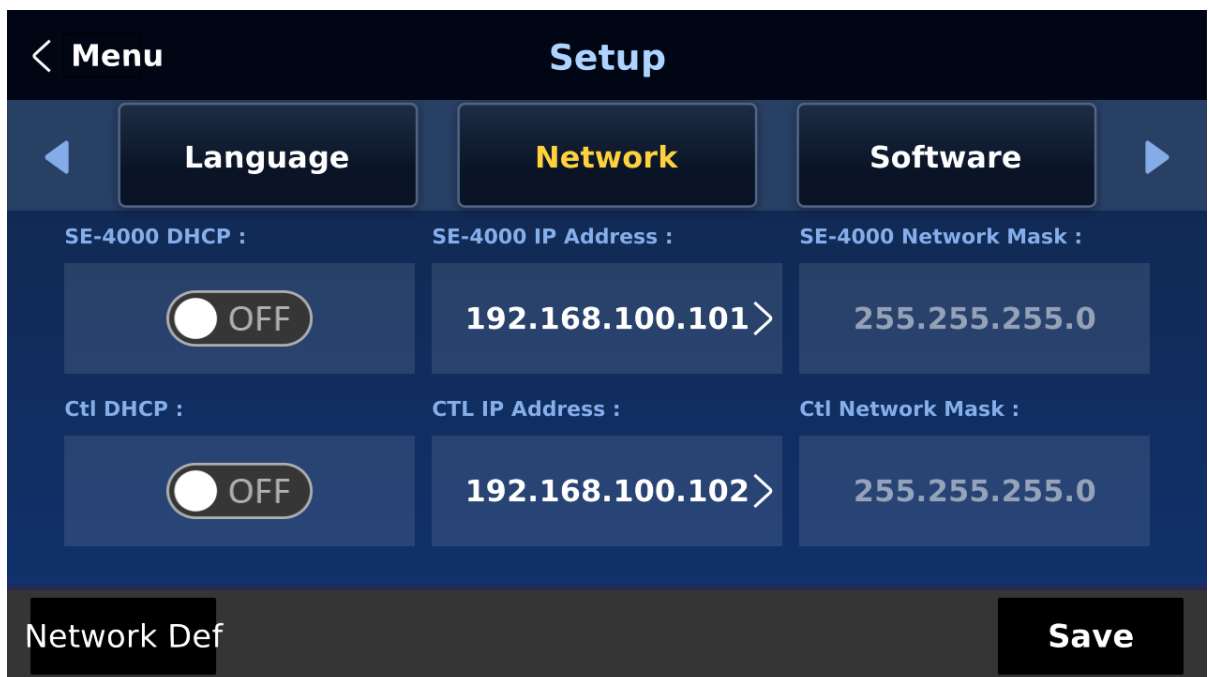 Menu
Setup
Language
Network
Software
SE-4000 DHCP :
SE-4000 IP Address :
SE-4000 Network Mask :
OFF
192.168.100.101
255.255.255.0
Ctl DHCP :
CTL IP Address :
Ctl Network Mask :
OFF
192.168.100.102
255.255.255.0
Network Def
Save